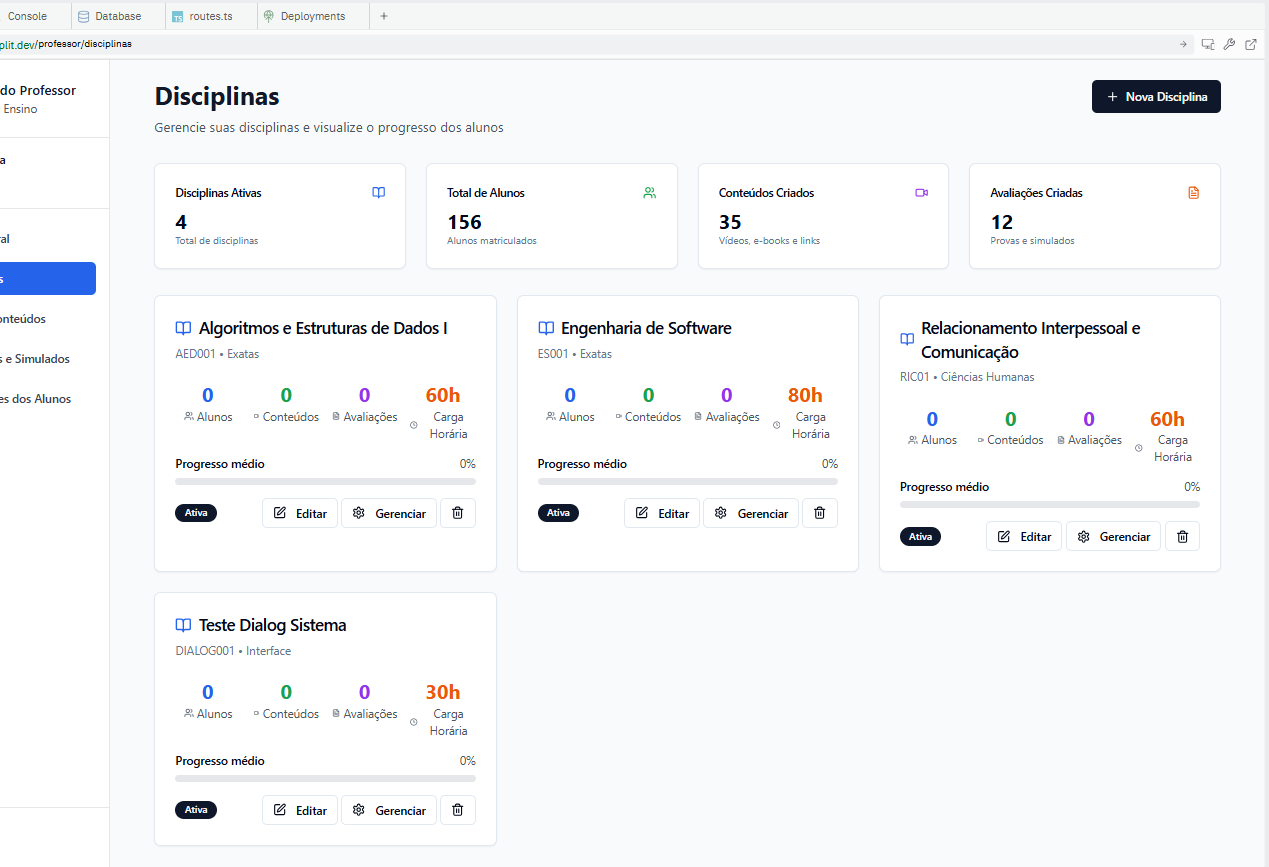 Console
Database
routes.ts
Deployments
plit.dev/professor/disciplinas
do Professor
Ensino
Disciplinas
Nova Disciplina
Gerencie suas disciplinas e visualize o progresso dos alunos
Disciplinas Ativas
4
Total de disciplinas
Total de Alunos
156
Alunos matriculados
Conteúdos Criados
35
Vídeos, e-books e links
Avaliações Criadas
12
Provas e simulados
a
al
s
onteúdos
s e Simulados
es dos Alunos
Algoritmos e Estruturas de Dados I
AED001 • Exatas
0
Alunos
0
Conteúdos
0
Avaliações
60h
Carga
Horária
Progresso médio 0%
Ativa
Editar
Gerenciar
Engenharia de Software
ES001 • Exatas
0
Alunos
0
Conteúdos
0
Avaliações
80h
Carga
Horária
Progresso médio 0%
Ativa
Editar
Gerenciar
Relacionamento Interpessoal e
Comunicação
RIC01 • Ciências Humanas
0
Alunos
0
Conteúdos
0
Avaliações
60h
Carga
Horária
Progresso médio 0%
Ativa
Editar
Gerenciar
Teste Dialog Sistema
DIALOG001 • Interface
0
Alunos
0
Conteúdos
0
Avaliações
30h
Carga
Horária
Progresso médio 0%
Ativa
Editar
Gerenciar